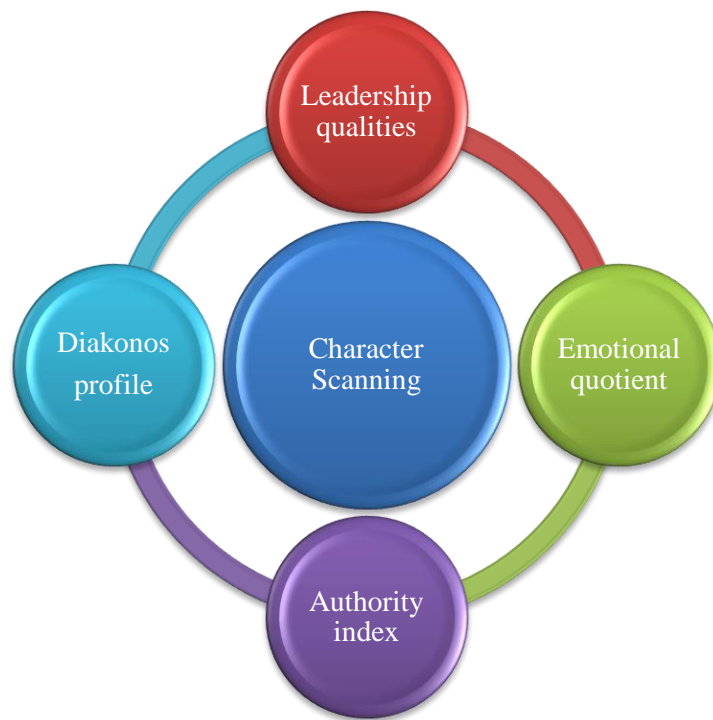 Leadership
qualities
Diakonos
profile
Character
Scanning
Emotional
quotient
Authority
index